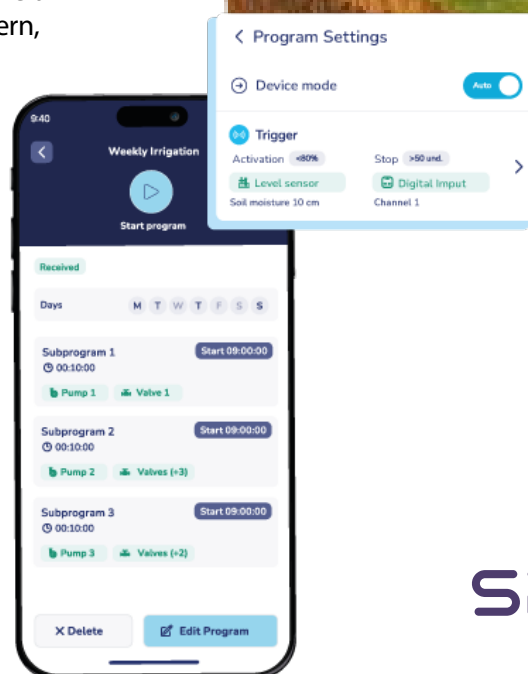 ern,
Program Settings
Device mode
Auto
Trigger
Activation <80% Stop >50 und.
Level sensor Digital Imput
Soil moisture 10 cm Channel 1
9:40
Weekly Irrigation
Start program
Received
Days M T W T F S S
Subprogram 1 Start 09:00:00
00:10:00
Pump 1 Valve 1
Subprogram 2 Start 09:00:00
00:10:00
Pump 2 Valves (+3)
Subprogram 3 Start 09:00:00
00:10:00
Pump 3 Valves (+2)
X Delete Edit Program
S